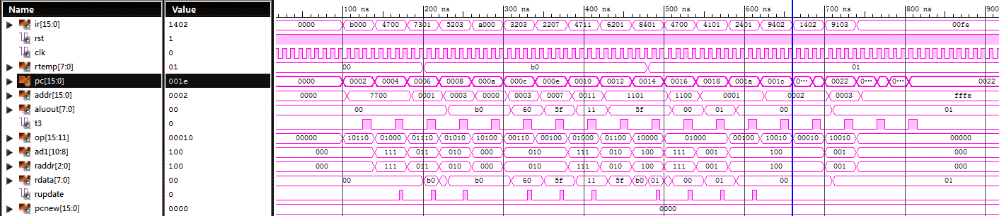 Name Value 100 ns 200 ns 300 ns 400 ns 500 ns 600 ns 700 ns 800 ns 900
ir[15:0] 1402 0000 b000 4700 7301 5203 a000 3203 2207 4711 6201 8401 4700 4101 2401 9402 1402 9103 00fe
rst 1
clk 0
rtemp[7:0] 01 00 b0 01
pc[15:0] 001e 0000 0002 0004 0006 0008 000a 000c 000e 0010 0012 0014 0016 0018 001a 001c 0··· 0022 0··· 0··· 0022
addr[15:0] 0002 0000 7700 0001 0003 0000 0003 0007 0011 1101 1100 0001 0002 0003 fffe
aluout[7:0] 00 00 b0 60 5f 11 5f 00 01 00 01
t3 0
op[15:11] 00010 00000 10110 01000 01110 01010 10100 00110 00100 01000 01100 10000 01000 00100 10010 00010 10010 00000
ad1[10:8] 100 000 111 011 010 000 010 111 010 100 111 001 100 001 000
raddr[2:0] 100 000 111 011 010 000 010 111 010 100 111 001 100 001 000
rdata[7:0] 00 00 b0 b0 60 5f 11 5f b0 01 00 01 00 01
rupdate 0
pcnew[15:0] 0000 0000